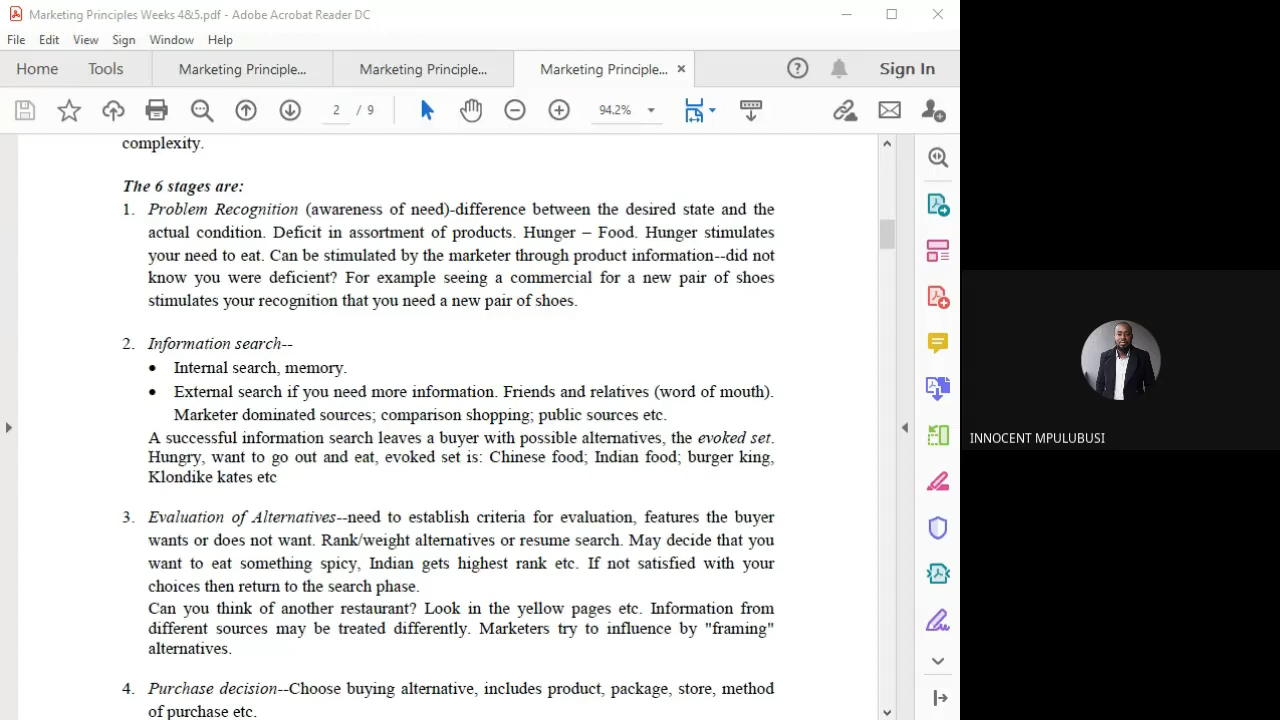 Marketing Principles Weeks 4&5.pdf - Adobe Acrobat Reader DC
File Edit View Sign Window Help
Home Tools Marketing Principle... Marketing Principle... Marketing Principle... Sign In
2 / 9 94.2%
complexity.
The 6 stages are:
1. Problem Recognition (awareness of need)-difference between the desired state and the
actual condition. Deficit in assortment of products. Hunger – Food. Hunger stimulates
your need to eat. Can be stimulated by the marketer through product information--did not
know you were deficient? For example seeing a commercial for a new pair of shoes
stimulates your recognition that you need a new pair of shoes.
2. Information search--
• Internal search, memory.
• External search if you need more information. Friends and relatives (word of mouth).
Marketer dominated sources; comparison shopping; public sources etc.
A successful information search leaves a buyer with possible alternatives, the evoked set.
Hungry, want to go out and eat, evoked set is: Chinese food; Indian food; burger king,
Klondike kates etc
3. Evaluation of Alternatives--need to establish criteria for evaluation, features the buyer
wants or does not want. Rank/weight alternatives or resume search. May decide that you
want to eat something spicy, Indian gets highest rank etc. If not satisfied with your
choices then return to the search phase.
Can you think of another restaurant? Look in the yellow pages etc. Information from
different sources may be treated differently. Marketers try to influence by "framing"
alternatives.
4. Purchase decision--Choose buying alternative, includes product, package, store, method
of purchase etc.
INNOCENT MPULUBUSI